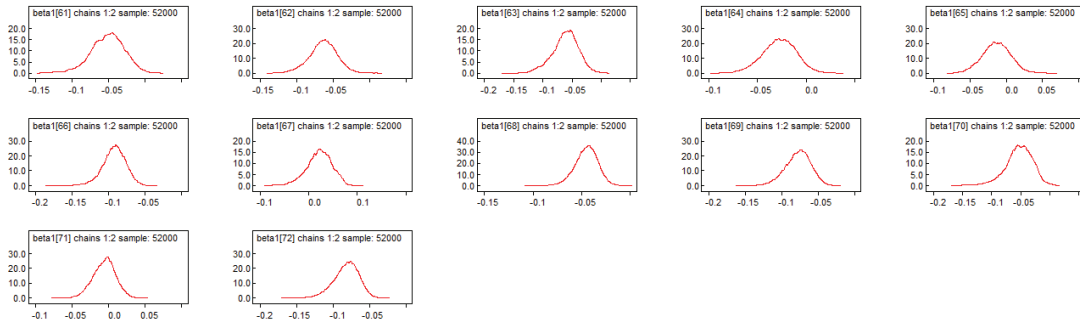 beta1[61] chains 1:2 sample: 52000
20.0
15.0
10.0
5.0
0.0
-0.15 -0.1 -0.05
beta1[62] chains 1:2 sample: 52000
30.0
20.0
10.0
0.0
-0.15 -0.1 -0.05
beta1[63] chains 1:2 sample: 52000
20.0
15.0
10.0
5.0
0.0
-0.2 -0.15 -0.1 -0.05
beta1[64] chains 1:2 sample: 52000
30.0
20.0
10.0
0.0
-0.1 -0.05 0.0
beta1[65] chains 1:2 sample: 52000
30.0
20.0
10.0
0.0
-0.1 -0.05 0.0 0.05
beta1[66] chains 1:2 sample: 52000
30.0
20.0
10.0
0.0
-0.2 -0.15 -0.1 -0.05
beta1[67] chains 1:2 sample: 52000
20.0
15.0
10.0
5.0
0.0
-0.1 0.0 0.1
beta1[68] chains 1:2 sample: 52000
40.0
30.0
20.0
10.0
0.0
-0.15 -0.1 -0.05
beta1[69] chains 1:2 sample: 52000
30.0
20.0
10.0
0.0
-0.2 -0.15 -0.1 -0.05
beta1[70] chains 1:2 sample: 52000
20.0
15.0
10.0
5.0
0.0
-0.2 -0.15 -0.1 -0.05
beta1[71] chains 1:2 sample: 52000
30.0
20.0
10.0
0.0
-0.1 -0.05 0.0 0.05
beta1[72] chains 1:2 sample: 52000
30.0
20.0
10.0
0.0
-0.2 -0.15 -0.1 -0.05